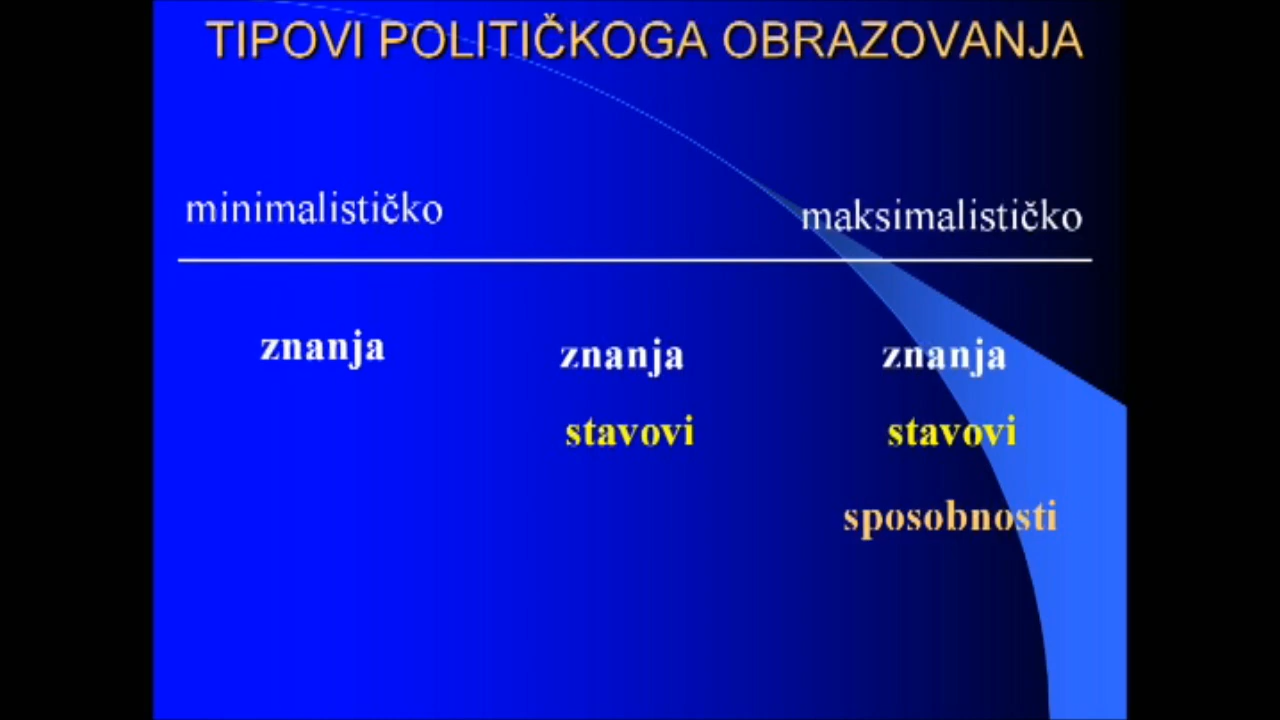 TIPOVI POLITIČKOGA OBRAZOVANJA
minimalističko maksimalističko
znanja znanja znanja
stavovi stavovi
sposobnosti